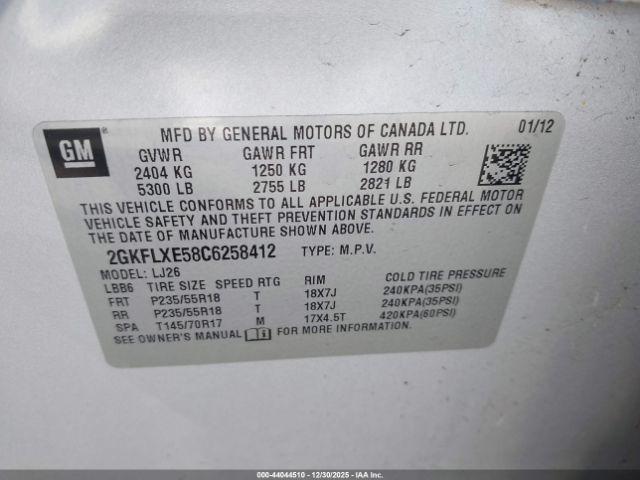 GM ®
MFD BY GENERAL MOTORS OF CANADA LTD. 01/12
GVWR GAWR FRT GAWR RR
2404 KG 1250 KG 1280 KG
5300 LB 2755 LB 2821 LB
THIS VEHICLE CONFORMS TO ALL APPLICABLE U.S. FEDERAL MOTOR
VEHICLE SAFETY AND THEFT PREVENTION STANDARDS IN EFFECT ON
THE DATE OF MANUFACTURE SHOWN ABOVE.
2GKFLXE58C6258412 TYPE: M.P.V.
MODEL: LJ26
LBB6 TIRE SIZE SPEED RTG RIM COLD TIRE PRESSURE
FRT P235/55R18 T 18X7J 240KPA(35PSI)
RR P235/55R18 T 18X7J 240KPA(35PSI)
SPA T145/70R17 M 17X4.5T 420KPA(60PSI)
SEE OWNER'S MANUAL FOR MORE INFORMATION.
000-44044510 - 12/30/2025 - IAAI.COM